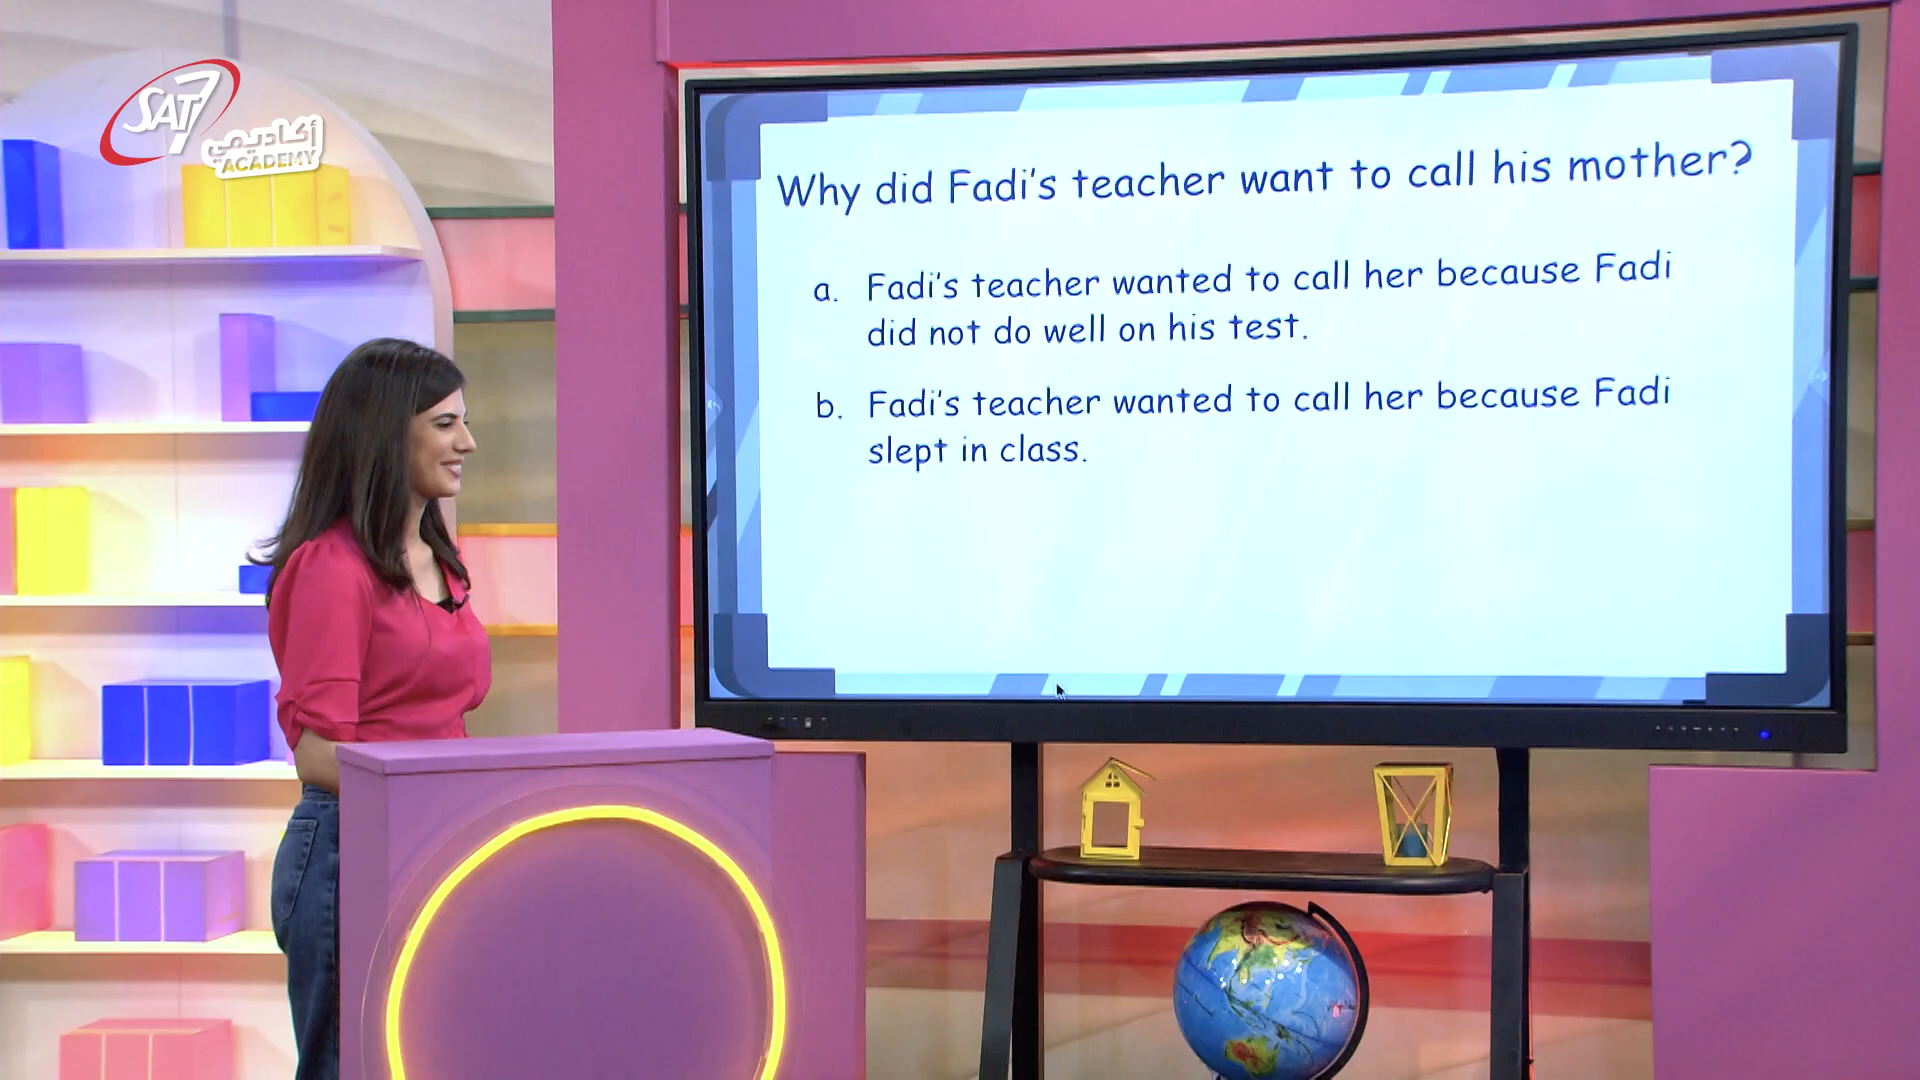 SAT7
أكاديمي
ACADEMY
Why did Fadi's teacher want to call his mother?
a. Fadi's teacher wanted to call her because Fadi
did not do well on his test.
b. Fadi's teacher wanted to call her because Fadi
slept in class.